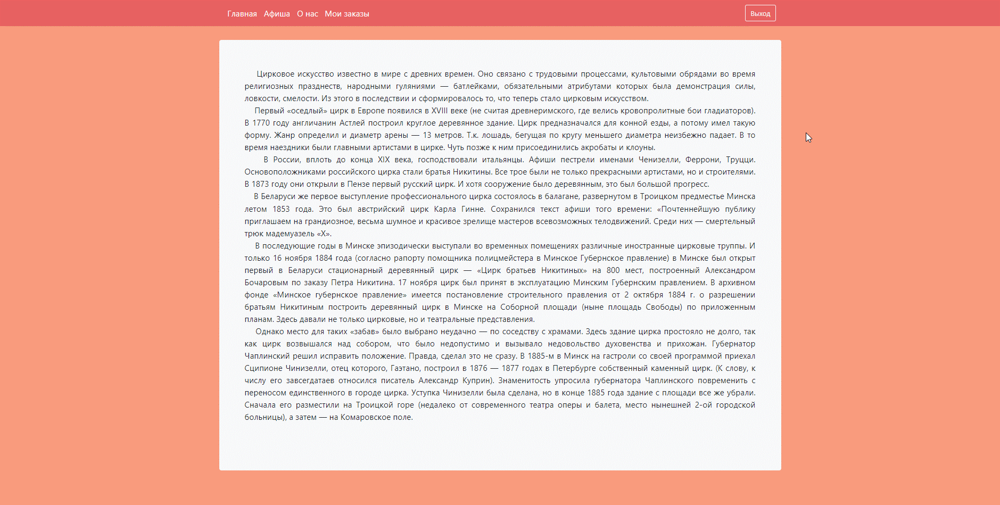 Главная Афиша О нас Мои заказы Выход
Цирковое искусство известно в мире с древних времен. Оно связано с трудовыми процессами, культовыми обрядами во время
религиозных празднеств, народными гуляниями — батлейками, обязательными атрибутами которых была демонстрация силы,
ловкости, смелости. Из этого в последствии и сформировалось то, что теперь стало цирковым искусством.
Первый «оседлый» цирк в Европе появился в XVIII веке (не считая древнеримского, где велись кровопролитные бои гладиаторов).
В 1770 году англичанин Астлей построил круглое деревянное здание. Цирк предназначался для конной езды, а потому имел такую
форму. Жанр определил и диаметр арены — 13 метров. Т.к. лошадь, бегущая по кругу меньшего диаметра неизбежно падает. В то
время наездники были главными артистами в цирке. Чуть позже к ним присоединились акробаты и клоуны.
В России, вплоть до конца XIX века, господствовали итальянцы. Афиши пестрели именами Ченизелли, Феррони, Труцци.
Основоположниками российского цирка стали братья Никитины. Все трое были не только прекрасными артистами, но и строителями.
В 1873 году они открыли в Пензе первый русский цирк. И хотя сооружение было деревянным, это был большой прогресс.
В Беларуси же первое выступление профессионального цирка состоялось в балагане, развернутом в Троицком предместье Минска
летом 1853 года. Это был австрийский цирк Карла Гинне. Сохранился текст афиши того времени: «Почтеннейшую публику
приглашаем на грандиозное, весьма шумное и красивое зрелище мастеров всевозможных телодвижений. Среди них — смертельный
трюк мадемуазель «X».
В последующие годы в Минске эпизодически выступали во временных помещениях различные иностранные цирковые труппы. И
только 16 ноября 1884 года (согласно рапорту помощника полицмейстера в Минское Губернское правление) в Минске был открыт
первый в Беларуси стационарный деревянный цирк — «Цирк братьев Никитиных» на 800 мест, построенный Александром
Бочаровым по заказу Петра Никитина. 17 ноября цирк был принят в эксплуатацию Минским Губернским правлением. В архивном
фонде «Минское губернское правление» имеется постановление строительного правления от 2 октября 1884 г. о разрешении
братьям Никитиным построить деревянный цирк в Минске на Соборной площади (ныне площадь Свободы) по приложенным
планам. Здесь давали не только цирковые, но и театральные представления.
Однако место для таких «забав» было выбрано неудачно — по соседству с храмами. Здесь здание цирка простояло не долго, так
как цирк возвышался над собором, что было недопустимо и вызывало недовольство духовенства и прихожан. Губернатор
Чаплинский решил исправить положение. Правда, сделал это не сразу. В 1885-м в Минск на гастроли со своей программой приехал
Сципионе Чинизелли, отец которого, Гаэтано, построил в 1876 — 1877 годах в Петербурге собственный каменный цирк. (К слову, к
числу его завсегдатаев относился писатель Александр Куприн). Знаменитость упросила губернатора Чаплинского повременить с
переносом единственного в городе цирка. Уступка Чинизелли была сделана, но в конце 1885 года здание с площади все же убрали.
Сначала его разместили на Троицкой горе (недалеко от современного театра оперы и балета, место нынешней 2-ой городской
больницы), а затем — на Комаровское поле.